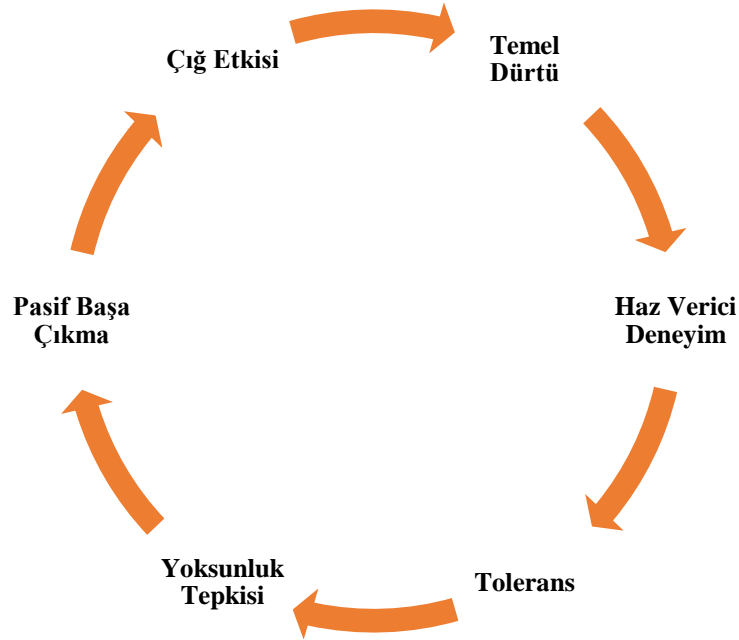 Çığ Etkisi
Temel
Dürtü
Haz Verici
Deneyim
Tolerans
Yoksunluk
Tepkisi
Pasif Başa
Çıkma